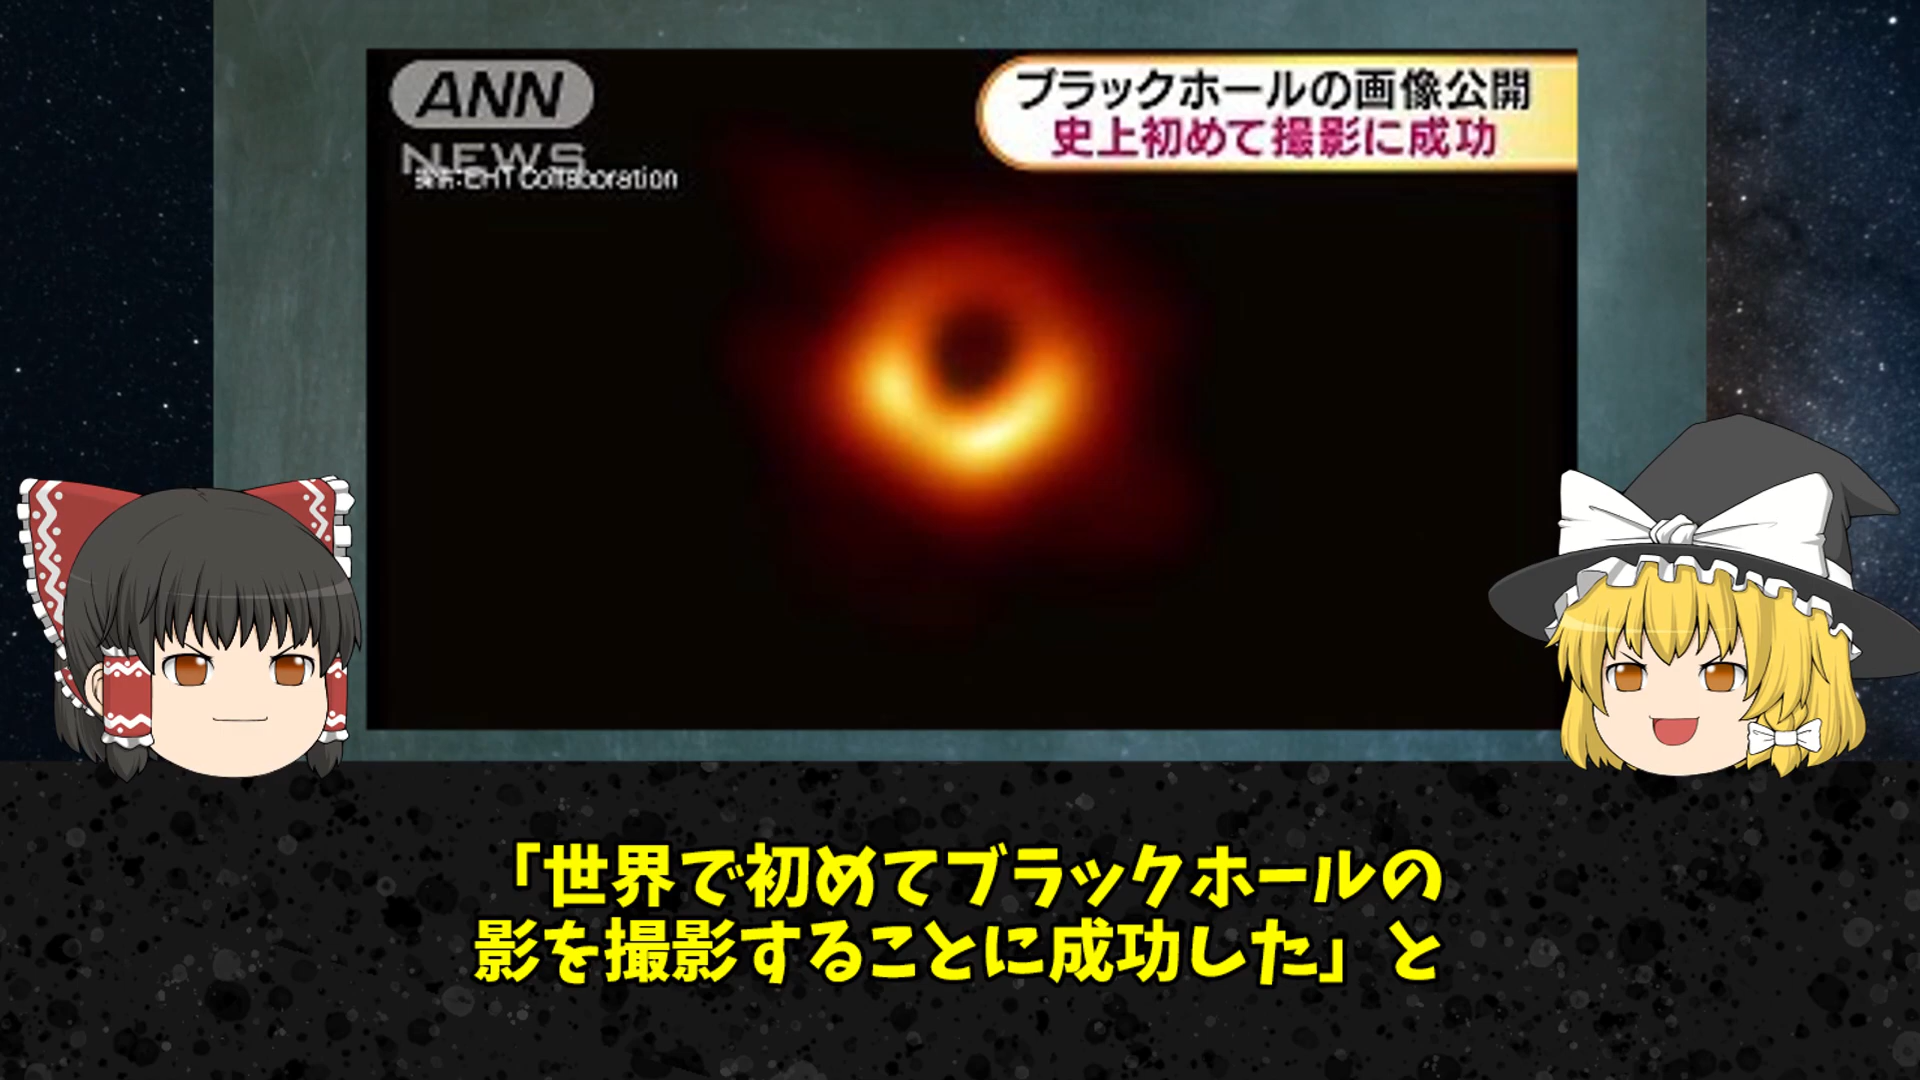 ANN
NEWS
ブラックホールの画像公開
史上初めて撮影に成功
提供:EHT Collaboration
「世界で初めてブラックホールの
影を撮影することに成功した」と